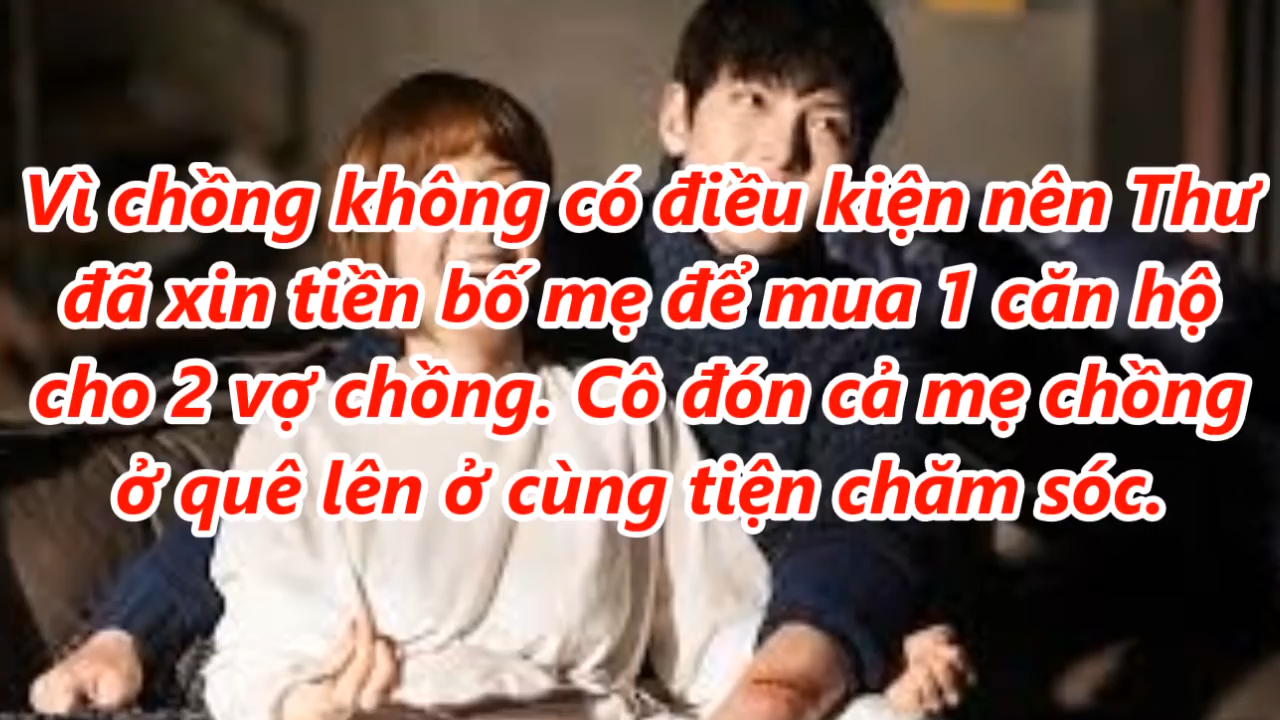 Vì chồng không có điều kiện nên Thư
đã xin tiền bố mẹ để mua 1 căn hộ
cho 2 vợ chồng. Cô đón cả mẹ chồng
ở quê lên ở cùng tiện chăm sóc.